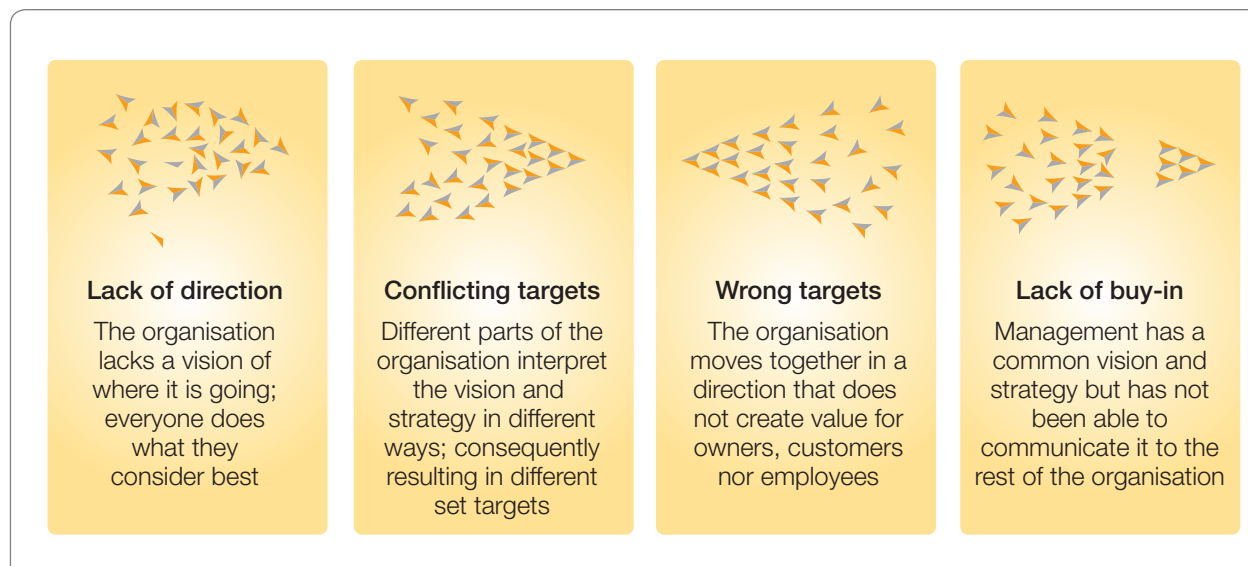 Lack of direction
The organisation
lacks a vision of
where it is going;
everyone does
what they
consider best
Conflicting targets
Different parts of the
organisation interpret
the vision and
strategy in different
ways; consequently
resulting in different
set targets
Wrong targets
The organisation
moves together in a
direction that does
not create value for
owners, customers
nor employees
Lack of buy-in
Management has a
common vision and
strategy but has not
been able to
communicate it to the
rest of the organisation